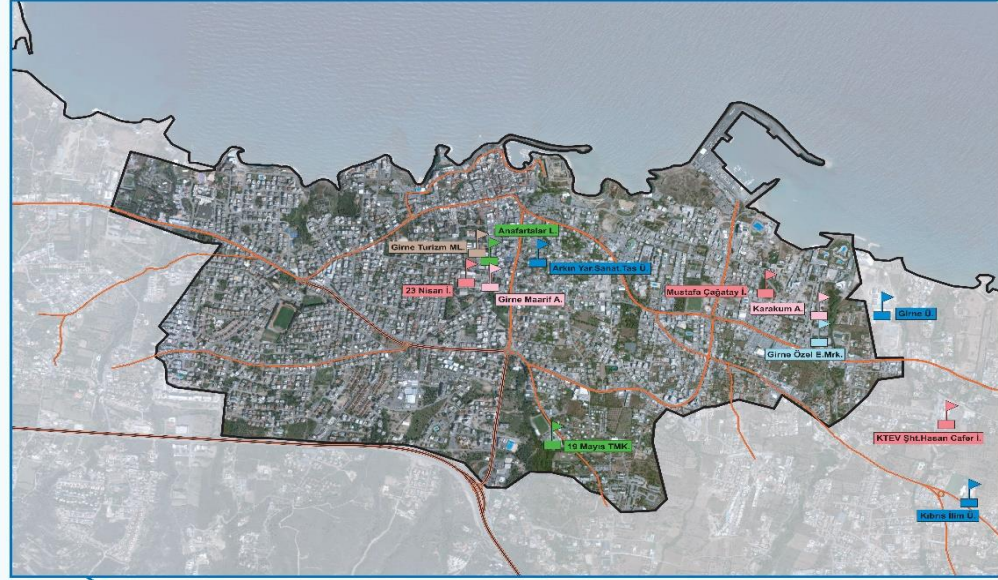 Anafartalar L.
Girne Turizm ML.
Arkın Yar.Sanat.Tas Ü.
23 Nisan İ.
Girne Maarif A.
Mustafa Çağatay İ.
Karakum A.
Girne Ü.
Girne Özel E.Mrk.
KTEV Şht.Hasan Cafer İ.
19 Mayıs TMK.
Kıbrıs İlim Ü.